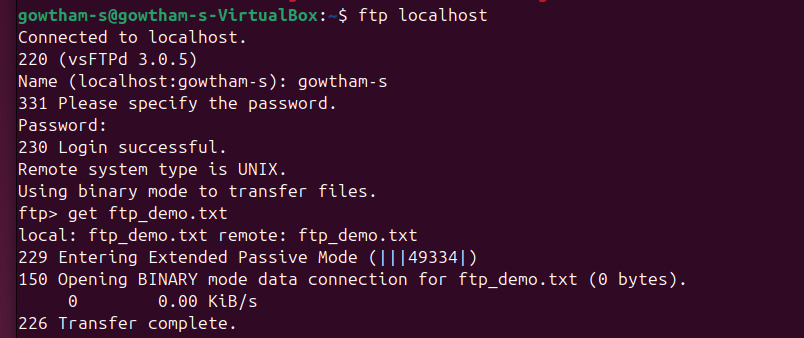 gowtham-s@gowtham-s-VirtualBox:~$ ftp localhost
Connected to localhost.
220 (vsFTPd 3.0.5)
Name (localhost:gowtham-s): gowtham-s
331 Please specify the password.
Password:
230 Login successful.
Remote system type is UNIX.
Using binary mode to transfer files.
ftp> get ftp_demo.txt
local: ftp_demo.txt remote: ftp_demo.txt
229 Entering Extended Passive Mode (|||49334|)
150 Opening BINARY mode data connection for ftp_demo.txt (0 bytes).
     0        0.00 KiB/s
226 Transfer complete.